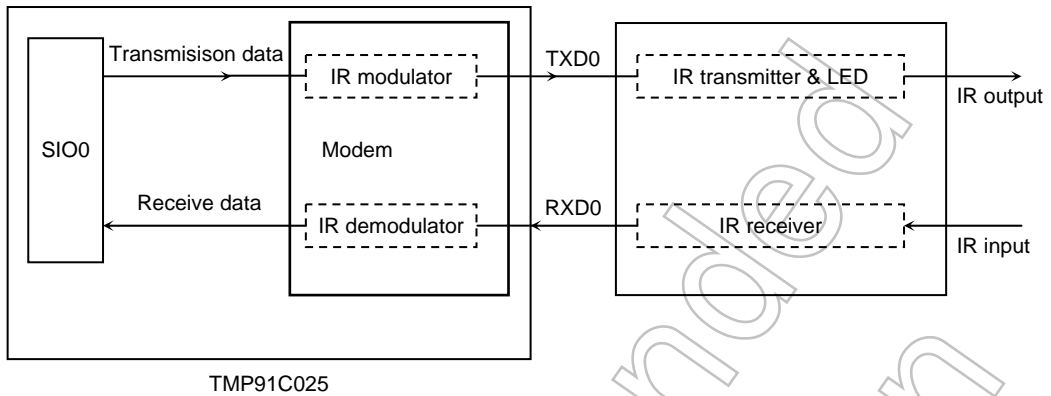 Transmisison data
IR modulator
TXD0
IR transmitter & LED
IR output
SIO0
Modem
Receive data
IR demodulator
RXD0
IR receiver
IR input
TMP91C025